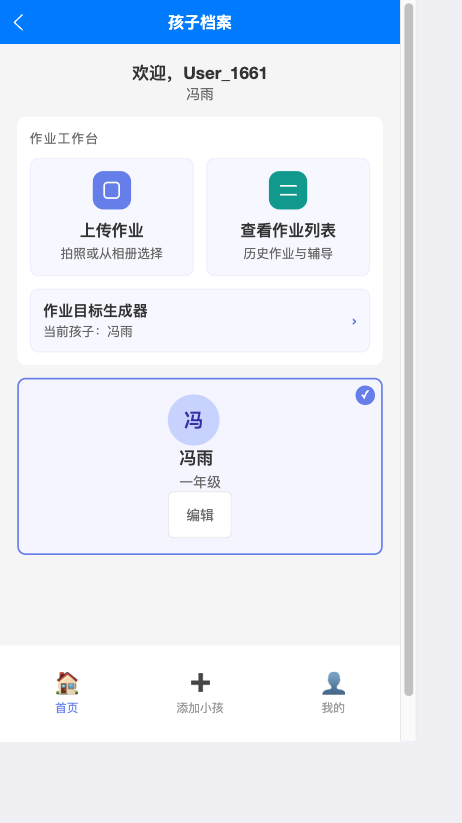 孩子档案
欢迎，User_1661
冯雨
作业工作台
上传作业
拍照或从相册选择
查看作业列表
历史作业与辅导
作业目标生成器
当前孩子：冯雨
冯
冯雨
一年级
编辑
首页
添加小孩
我的